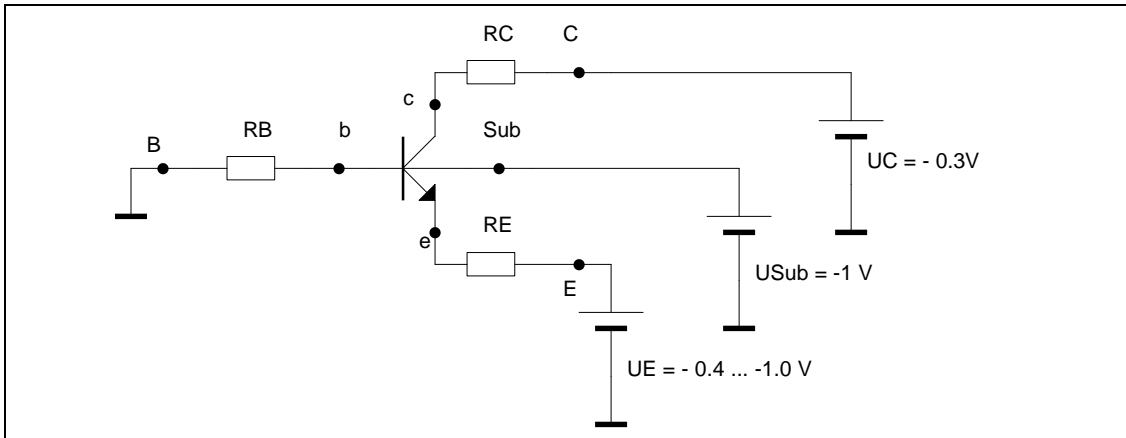 RC
C
c
B
RB
b
Sub
UC = - 0.3V
e
RE
E
USub = -1 V
UE = - 0.4 ... -1.0 V